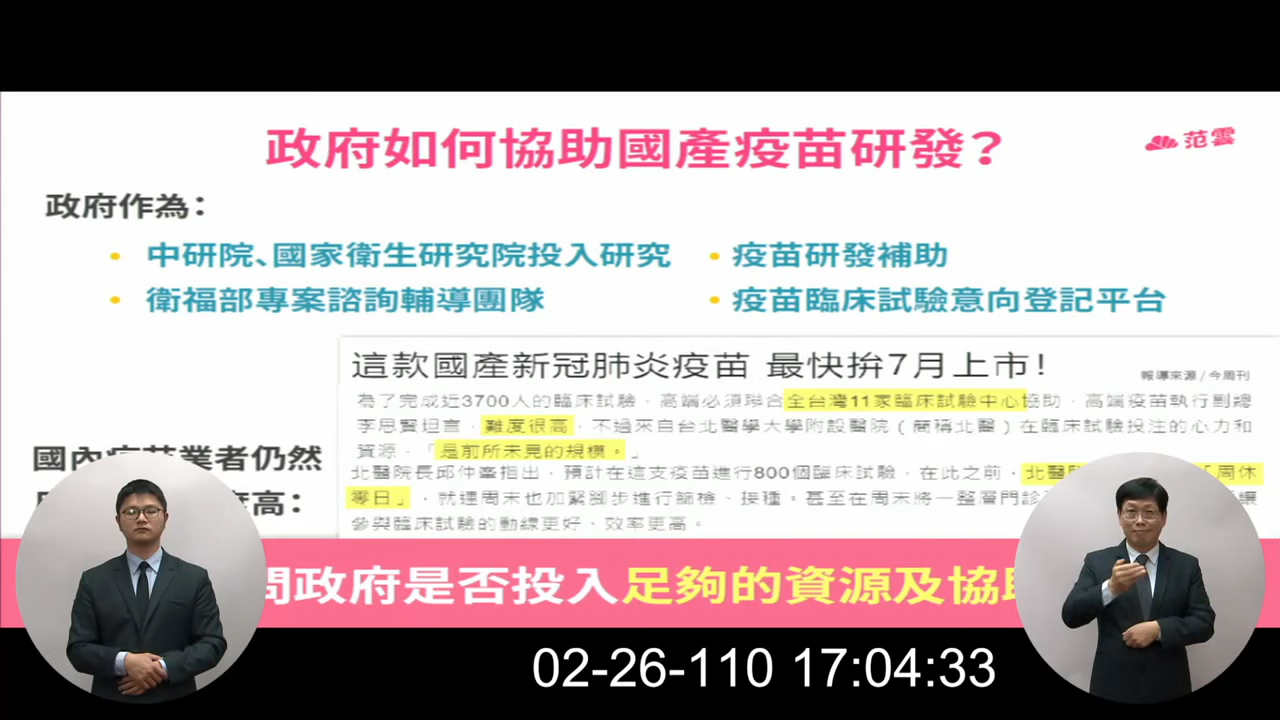 政府如何協助國產疫苗研發?
范雲
政府作為:
• 中研院、國家衛生研究院投入研究
• 疫苗研發補助
• 衛福部專案諮詢輔導團隊
• 疫苗臨床試驗意向登記平台
這款國產新冠肺炎疫苗 最快拚7月上市!
報導來源/今周刊
為了完成近3700人的臨床試驗,高端必須聯合全台灣11家臨床試驗中心協助,高端疫苗執行副總
李思賢坦言,難度很高,不過來自台北醫學大學附設醫院(簡稱北醫)在臨床試驗投注的心力和
資源,「是前所未見的規模。」
北醫院長邱仲峯指出,預計在這支疫苗進行800個臨床試驗,在此之前,北醫 「周休
零日」,就連周末也加緊腳步進行篩檢、接種。甚至在周末將一整層門診
參與臨床試驗的動線更好、效率更高。
國內疫苗業者仍然
度高:
問政府是否投入足夠的資源及協助
02-26-110 17:04:33